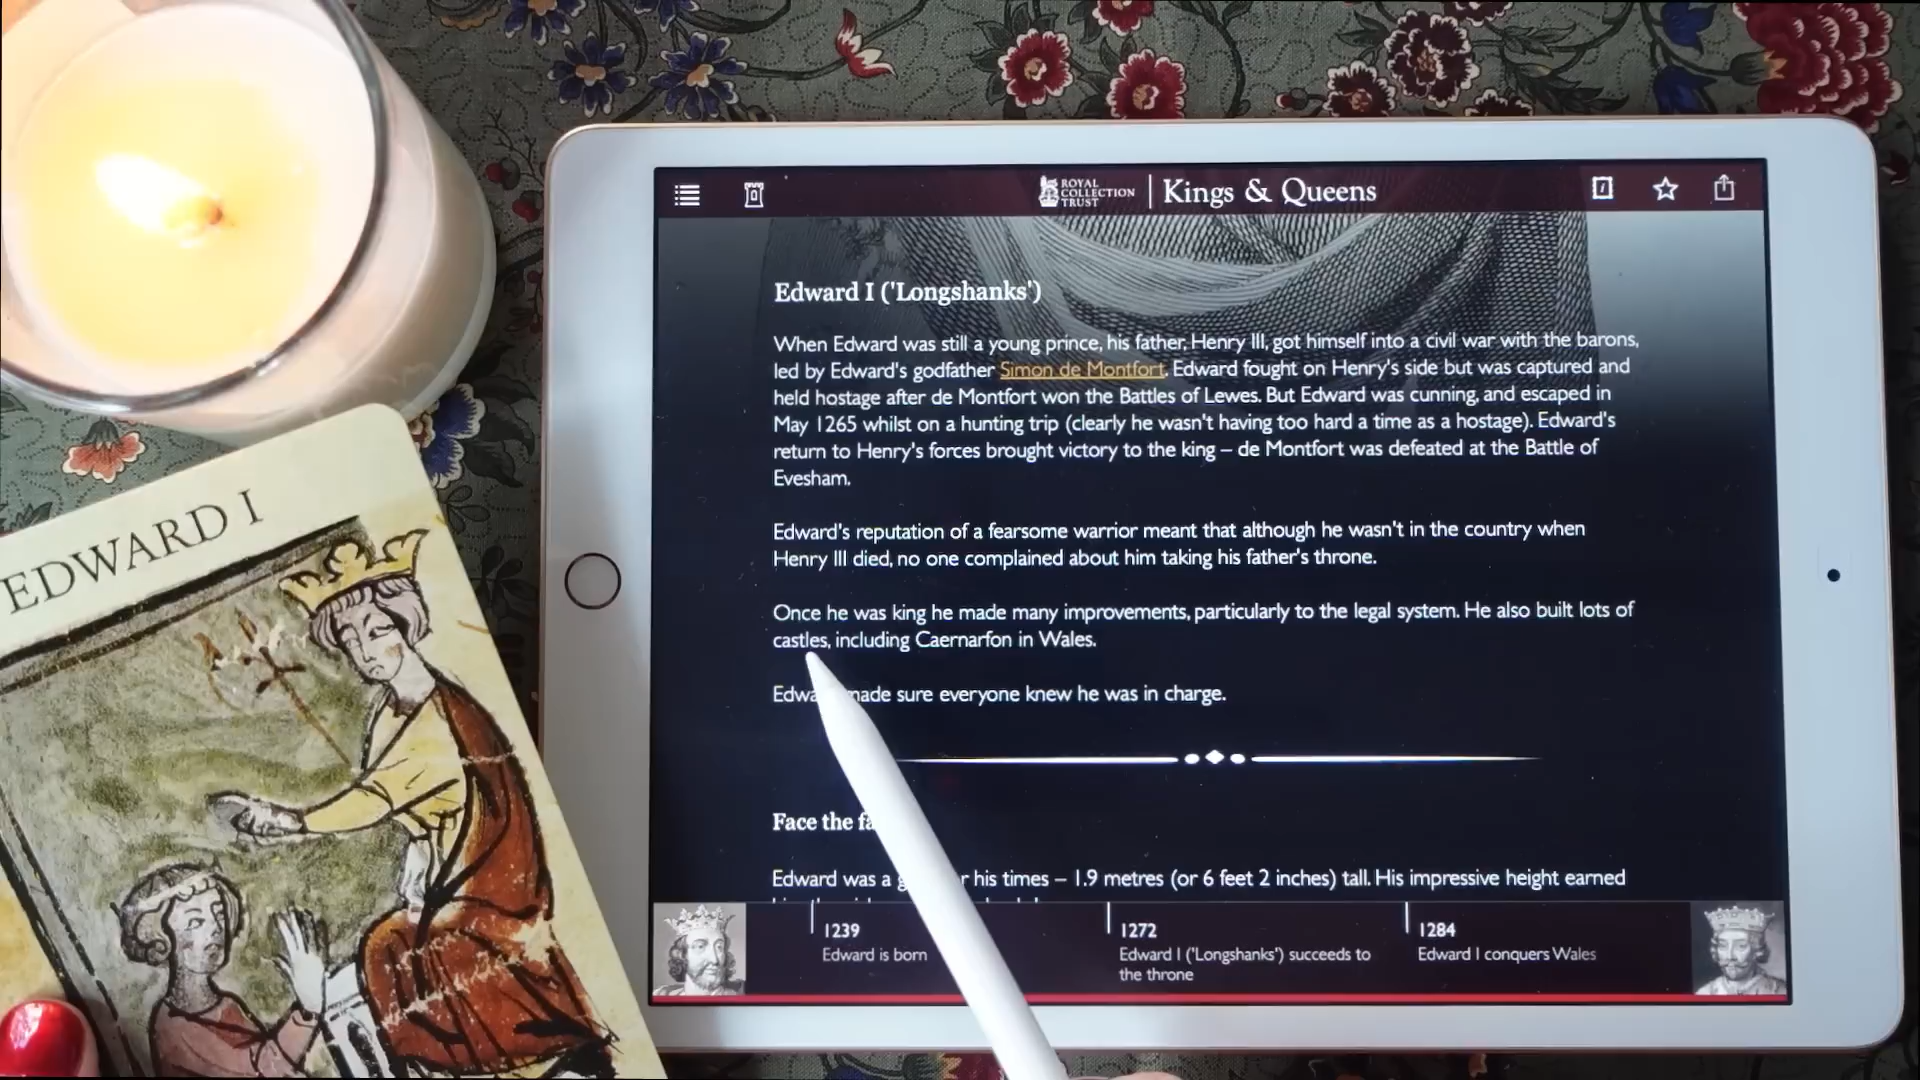 ROYAL
COLLECTION
TRUST
Kings & Queens
Edward I ('Longshanks')
When Edward was still a young prince, his father, Henry III, got himself into a civil war with the barons,
led by Edward's godfather Simon de Montfort. Edward fought on Henry's side but was captured and
held hostage after de Montfort won the Battles of Lewes. But Edward was cunning, and escaped in
May 1265 whilst on a hunting trip (clearly he wasn't having too hard a time as a hostage). Edward's
return to Henry's forces brought victory to the king – de Montfort was defeated at the Battle of
Evesham.
Edward's reputation of a fearsome warrior meant that although he wasn't in the country when
Henry III died, no one complained about him taking his father's throne.
Once he was king he made many improvements, particularly to the legal system. He also built lots of
castles, including Caernarfon in Wales.
made sure everyone knew he was in charge.
Face the
Edward was a his times – 1.9 metres (or 6 feet 2 inches) tall. His impressive height earned
1239
Edward is born
1272
Edward I ('Longshanks') succeeds to
the throne
1284
Edward I conquers Wales
EDWARD I